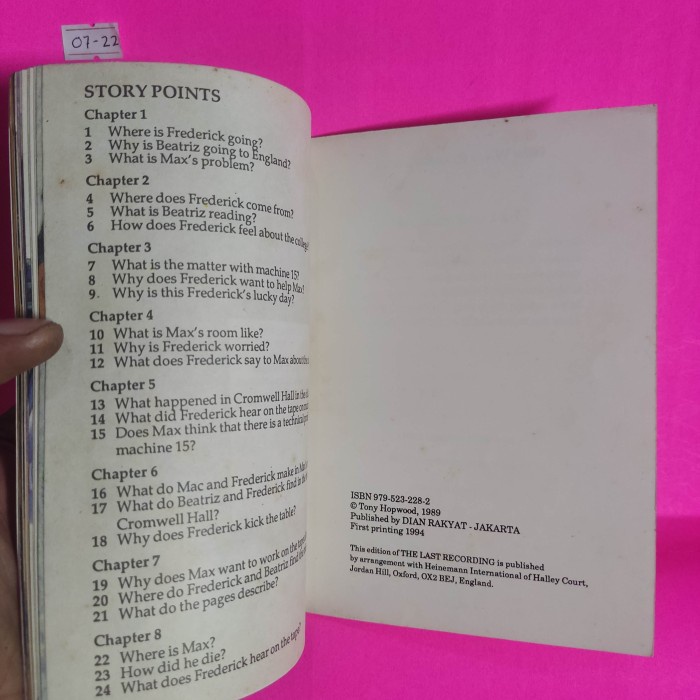 07-22
STORY POINTS
Chapter 1
1 Where is Frederick going?
2 Why is Beatriz going to England?
3 What is Max's problem?
Chapter 2
4 Where does Frederick come from?
5 What is Beatriz reading?
6 How does Frederick feel about the college
Chapter 3
7 What is the matter with machine 15?
8 Why does Frederick want to help Max?
9. Why is this Frederick's lucky day?
Chapter 4
10 What is Max's room like?
11 Why is Frederick worried?
12 What does Frederick say to Max about the
Chapter 5
13 What happened in Cromwell Hall in the
14 What did Frederick hear on the tape on
15 Does Max think that there is a technical
machine 15?
Chapter 6
16 What do Mac and Frederick make in
17 What do Beatriz and Frederick find in the
Cromwell Hall?
18 Why does Frederick kick the table?
Chapter 7
19 Why does Max want to work on the
20 Where do Frederick and Beatriz find the
21 What do the pages describe?
Chapter 8
22 Where is Max?
23 How did he die?
24 What does Frederick hear on the tape?
ISBN 979-523-228-2
© Tony Hopwood, 1989
Published by DIAN RAKYAT - JAKARTA
First printing 1994
This edition of THE LAST RECORDING is published
by arrangement with Heinemann International of Halley Court,
Jordan Hill, Oxford, OX2 BEJ, England.